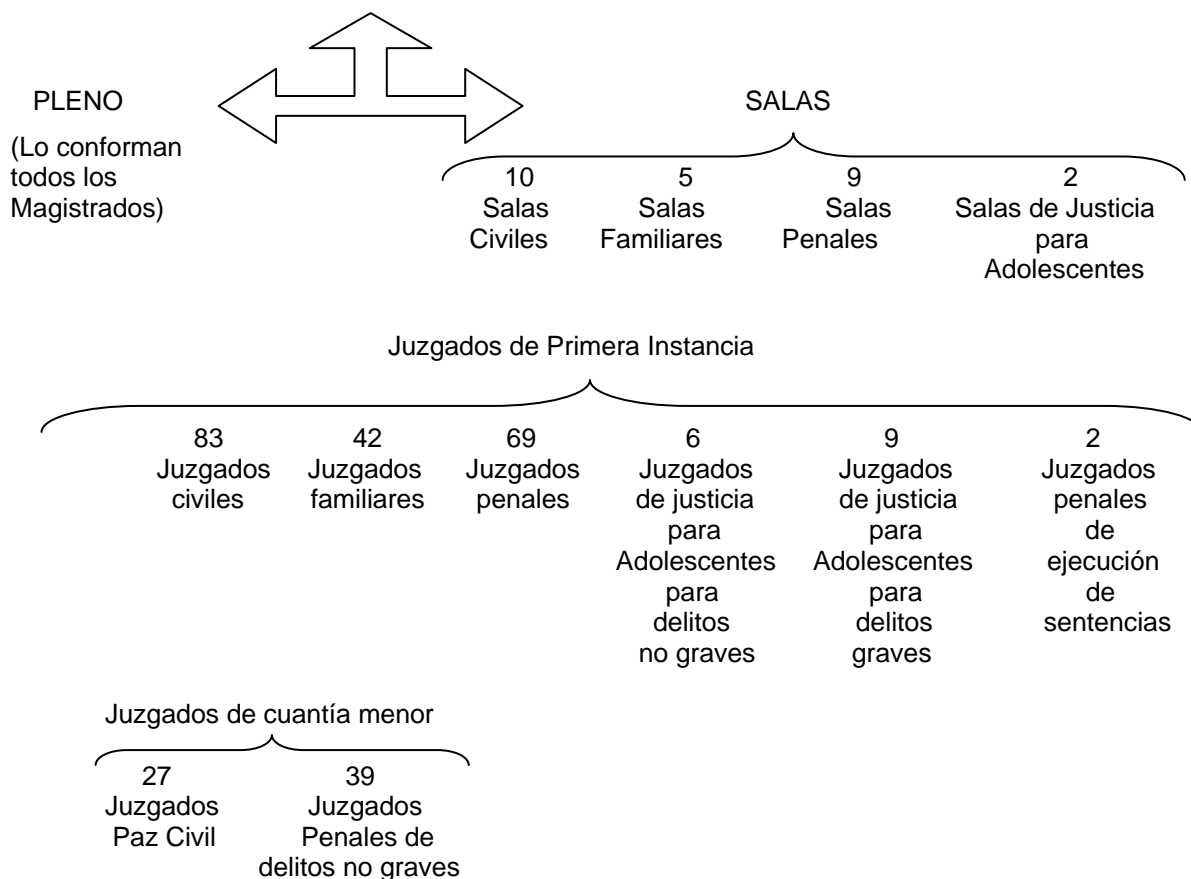 PLENO
(Lo conforman
todos los
Magistrados)
SALAS
10
Salas
Civiles
5
Salas
Familiares
9
Salas
Penales
2
Salas de Justicia
para
Adolescentes
Juzgados de Primera Instancia
83
Juzgados
civiles
42
Juzgados
familiares
69
Juzgados
penales
6
Juzgados
de justicia
para
Adolescentes
para
delitos
no graves
9
Juzgados
de justicia
para
Adolescentes
para
delitos
graves
2
Juzgados
penales
de
ejecución
de
sentencias
Juzgados de cuantía menor
27
Juzgados
Paz Civil
39
Juzgados
Penales de
delitos no graves